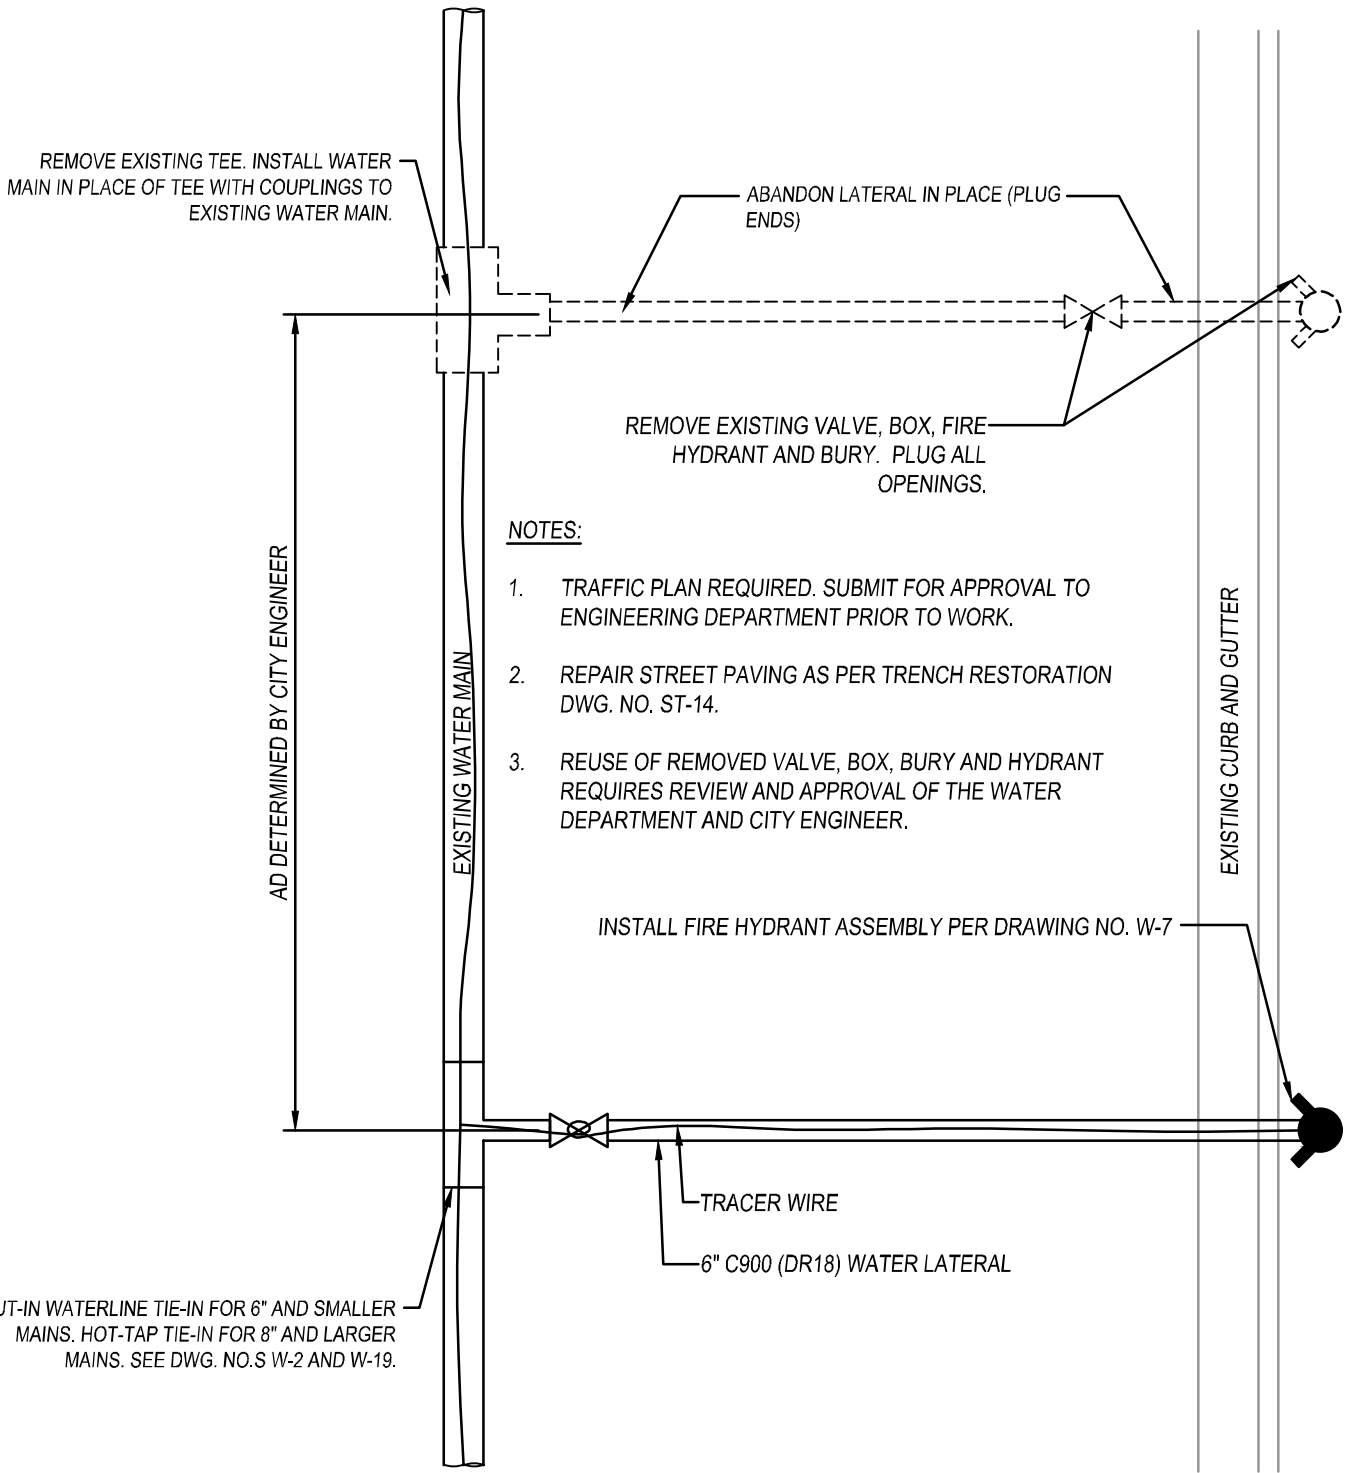 REMOVE EXISTING TEE. INSTALL WATER
MAIN IN PLACE OF TEE WITH COUPLINGS TO
EXISTING WATER MAIN.
ABANDON LATERAL IN PLACE (PLUG
ENDS)
REMOVE EXISTING VALVE, BOX, FIRE
HYDRANT AND BURY. PLUG ALL
OPENINGS.
NOTES:
1. TRAFFIC PLAN REQUIRED. SUBMIT FOR APPROVAL TO
ENGINEERING DEPARTMENT PRIOR TO WORK.
2. REPAIR STREET PAVING AS PER TRENCH RESTORATION
DWG. NO. ST-14.
3. REUSE OF REMOVED VALVE, BOX, BURY AND HYDRANT
REQUIRES REVIEW AND APPROVAL OF THE WATER
DEPARTMENT AND CITY ENGINEER.
AD DETERMINED BY CITY ENGINEER
EXISTING WATER MAIN
EXISTING CURB AND GUTTER
INSTALL FIRE HYDRANT ASSEMBLY PER DRAWING NO. W-7
TRACER WIRE
6" C900 (DR18) WATER LATERAL
UT-IN WATERLINE TIE-IN FOR 6" AND SMALLER
MAINS. HOT-TAP TIE-IN FOR 8" AND LARGER
MAINS. SEE DWG. NO.S W-2 AND W-19.